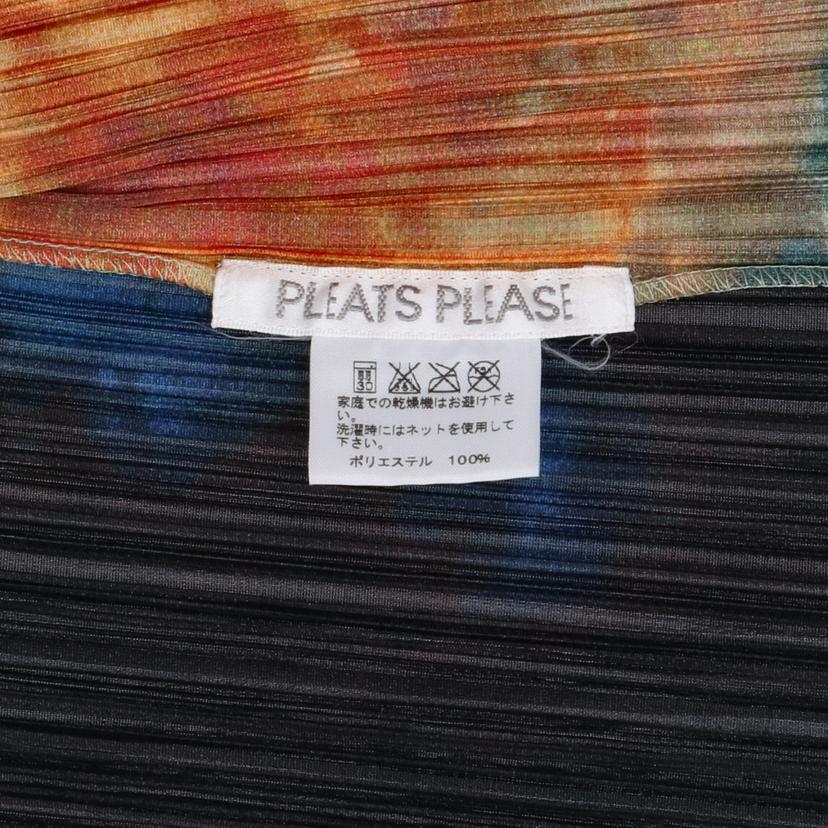 PLEATS PLEASE
家庭での乾燥機はお避け下さ
い。
洗濯時にはネットを使用して
下さい。
ポリエステル 100%